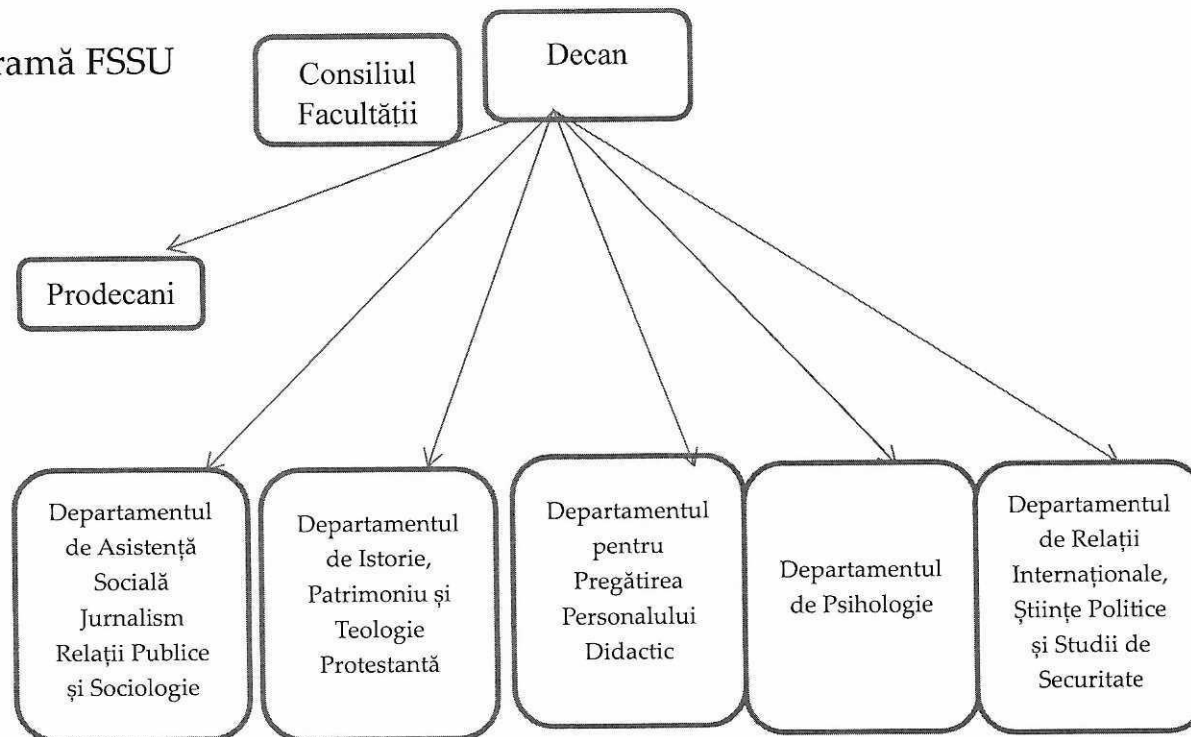 ramă FSSU
Consiliul
Facultății
Decan
Prodecani
Departamentul
de Asistență
Socială
Jurnalism
Relații Publice
și Sociologie
Departamentul
de Istorie,
Patrimoniu și
Teologie
Protestantă
Departamentul
pentru
Pregătirea
Personalului
Didactic
Departamentul
de Psihologie
Departamentul
de Relații
Internaționale,
Științe Politice
și Studii de
Securitate